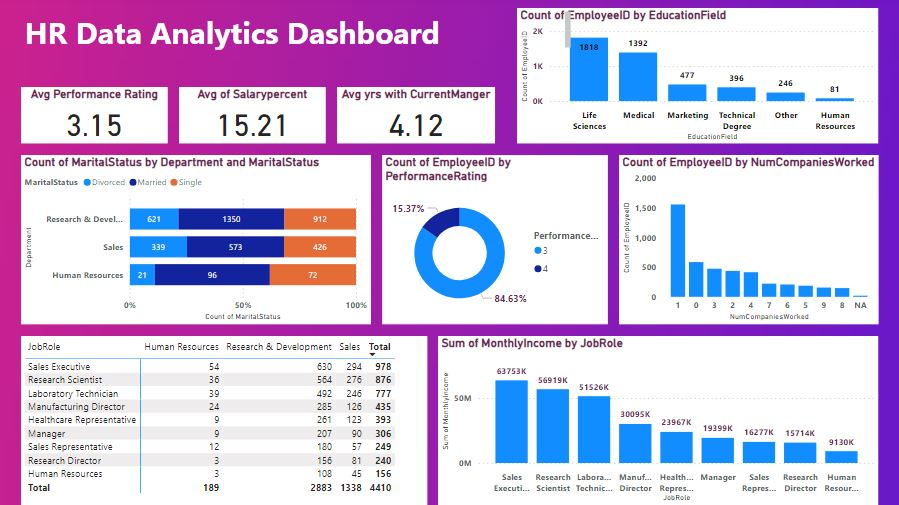 HR Data Analytics Dashboard
Avg Performance Rating
3.15
Avg of Salarypercent
15.21
Avg yrs with CurrentManger
4.12
Count of EmployeeID by EducationField
Count of EmployeeID
2K
1K
0K
1818
1392
477
396
246
81
Life Sciences
Medical
Marketing
Technical Degree
Other
Human Resources
EducationField
Count of MaritalStatus by Department and MaritalStatus
MaritalStatus Divorced Married Single
Department
Research & Devel... 621 1350 912
Sales 339 573 426
Human Resources 21 96 72
0% 50% 100%
Count of MaritalStatus
Count of EmployeeID by
PerformanceRating
15.37%
84.63%
Performance...
3
4
Count of EmployeeID by NumCompaniesWorked
Count of EmployeeID
2,000
1,500
1,000
500
0
1 0 3 2 4 7 6 5 9 8 NA
NumCompaniesWorked
JobRole Human Resources Research & Development Sales Total
Sales Executive 54 630 294 978
Research Scientist 36 564 276 876
Laboratory Technician 39 492 246 777
Manufacturing Director 24 285 126 435
Healthcare Representative 9 261 123 393
Manager 9 207 90 306
Sales Representative 12 180 57 249
Research Director 3 156 81 240
Human Resources 3 108 45 156
Total 189 2883 1338 4410
Sum of MonthlyIncome by JobRole
Sum of MonthlyIncome
50M
0M
63753K
56919K
51526K
30095K
23967K
19399K
16277K
15714K
9130K
Sales Executi...
Research Scientist
Labora... Technic...
Manuf... Director
Health... Repres...
Manager
Sales Repres...
Research Director
Human Resour...
JobRole